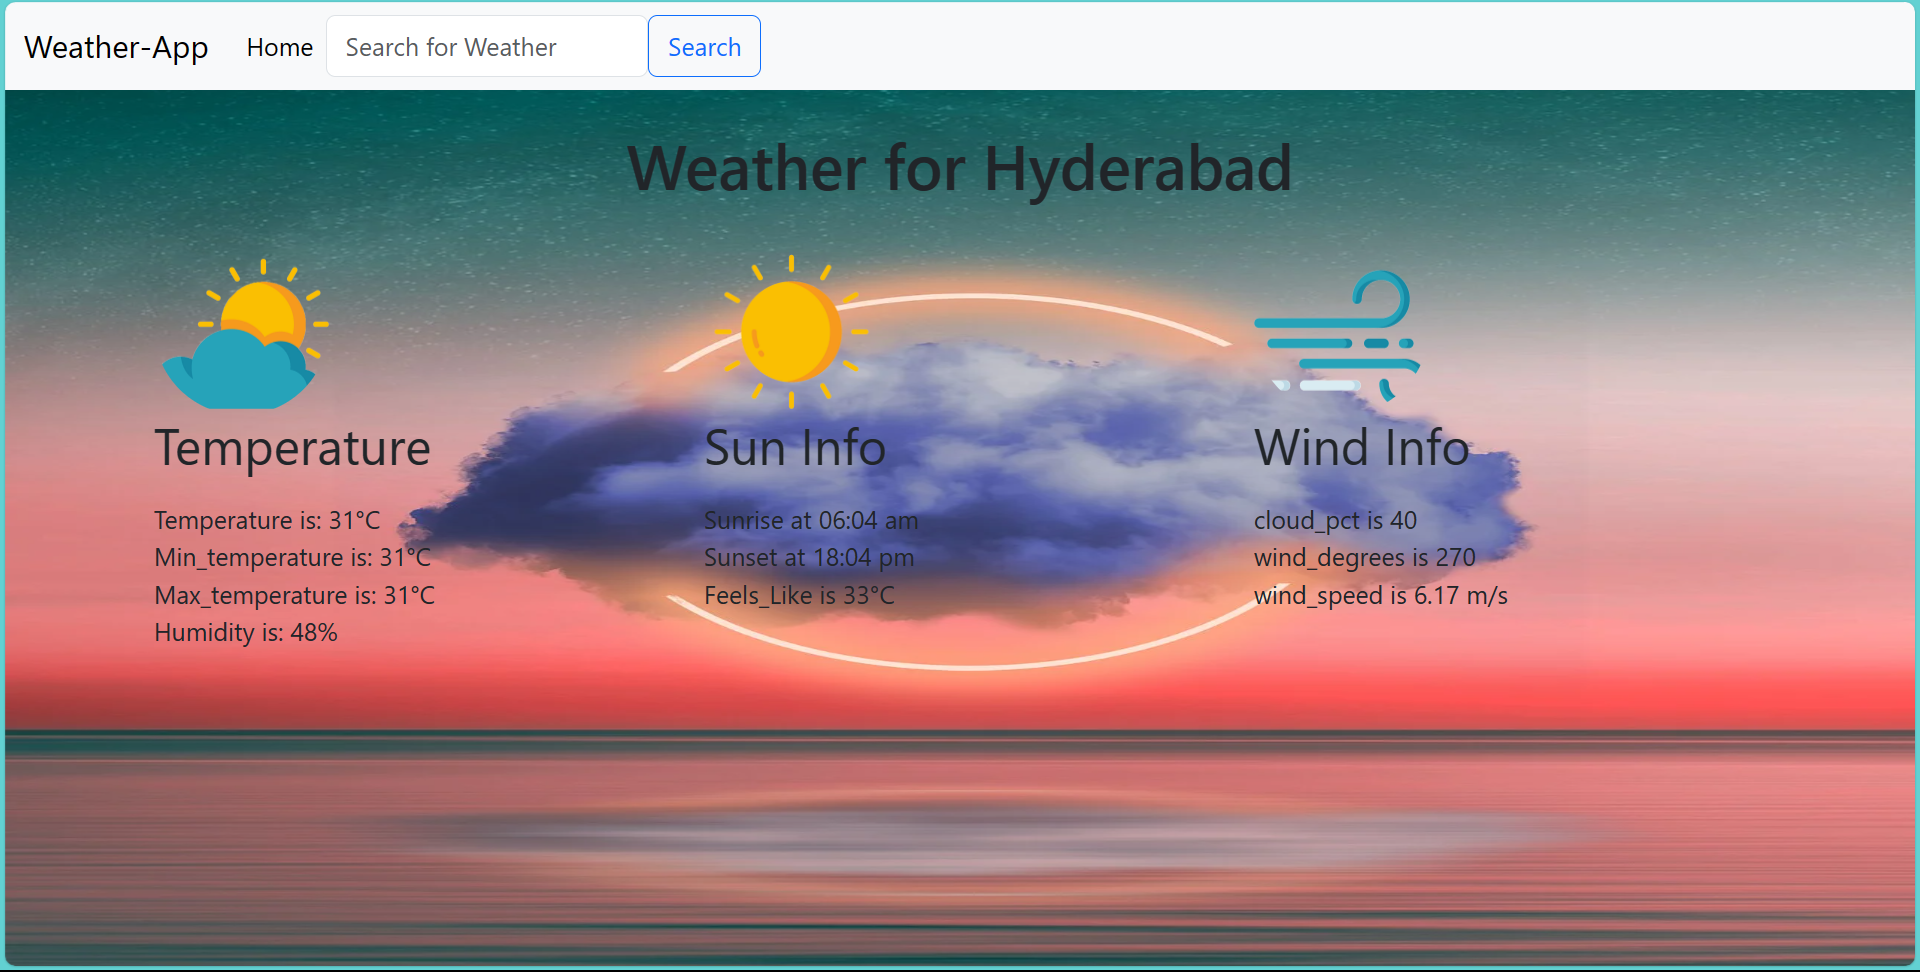 Weather-App Home Search for Weather Search
Weather for Hyderabad
Temperature
Temperature is: 31°C
Min_temperature is: 31°C
Max_temperature is: 31°C
Humidity is: 48%
Sun Info
Sunrise at 06:04 am
Sunset at 18:04 pm
Feels_Like is 33°C
Wind Info
cloud_pct is 40
wind_degrees is 270
wind_speed is 6.17 m/s